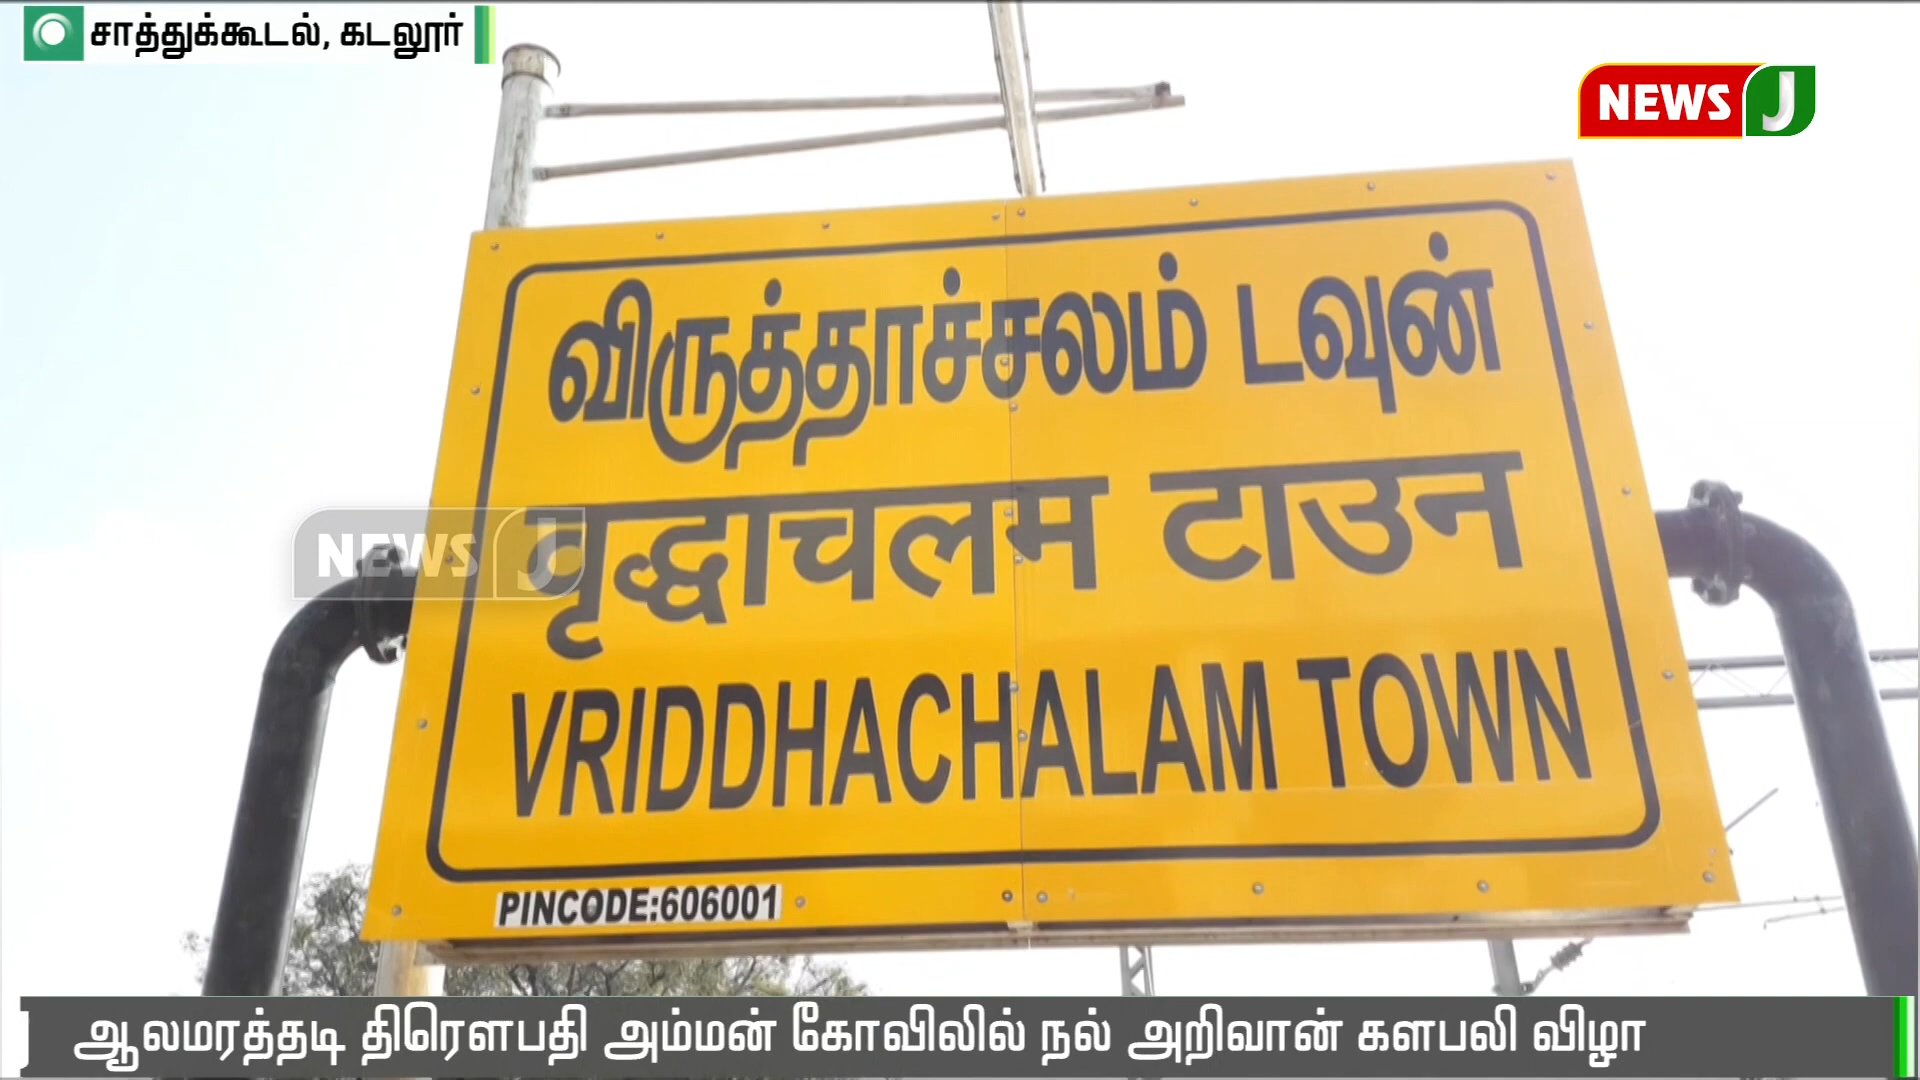 சாத்துக்கூடல், கடலூர்
NEWS J
விருத்தாச்சலம் டவுன்
वृद्धाचलम टाउन
NEWS J
VRIDDHACHALAM TOWN
PINCODE:606001
ஆலமரத்தடி திரௌபதி அம்மன் கோவிலில் நல் அறிவான் களபலி விழா